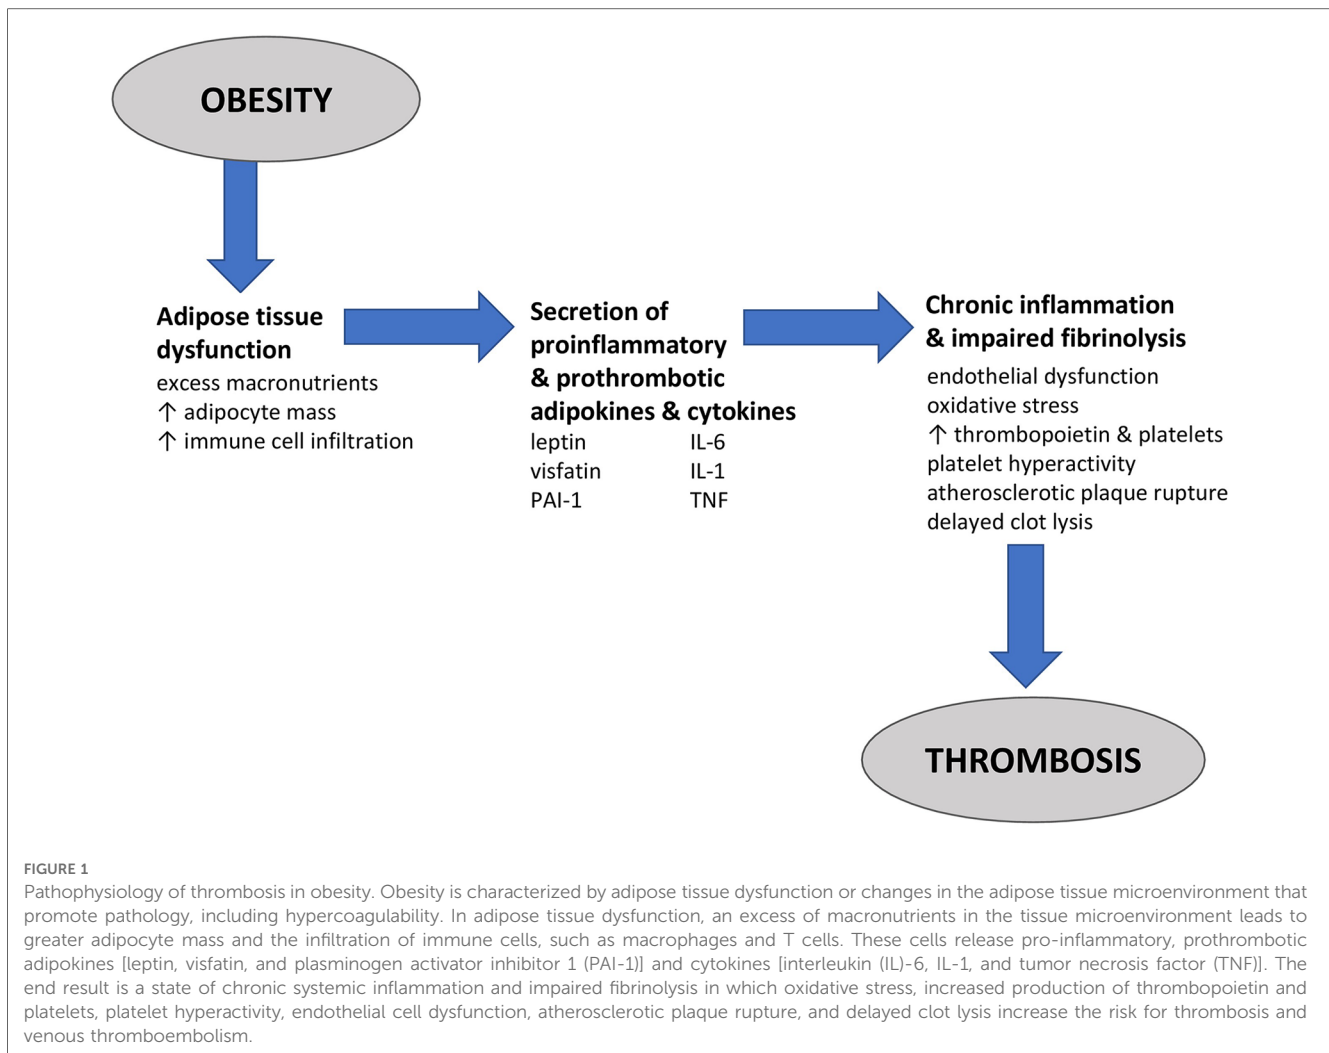 OBESITY
Adipose tissue
dysfunction
excess macronutrients
↑ adipocyte mass
↑ immune cell infiltration
Secretion of
proinflammatory
& prothrombotic
adipokines & cytokines
leptin IL-6
visfatin IL-1
PAI-1 TNF
Chronic inflammation
& impaired fibrinolysis
endothelial dysfunction
oxidative stress
↑ thrombopoietin & platelets
platelet hyperactivity
atherosclerotic plaque rupture
delayed clot lysis
THROMBOSIS
FIGURE 1
Pathophysiology of thrombosis in obesity. Obesity is characterized by adipose tissue dysfunction or changes in the adipose tissue microenvironment that
promote pathology, including hypercoagulability. In adipose tissue dysfunction, an excess of macronutrients in the tissue microenvironment leads to
greater adipocyte mass and the infiltration of immune cells, such as macrophages and T cells. These cells release pro-inflammatory, prothrombotic
adipokines [leptin, visfatin, and plasminogen activator inhibitor 1 (PAI-1)] and cytokines [interleukin (IL)-6, IL-1, and tumor necrosis factor (TNF)]. The
end result is a state of chronic systemic inflammation and impaired fibrinolysis in which oxidative stress, increased production of thrombopoietin and
platelets, platelet hyperactivity, endothelial cell dysfunction, atherosclerotic plaque rupture, and delayed clot lysis increase the risk for thrombosis and
venous thromboembolism.